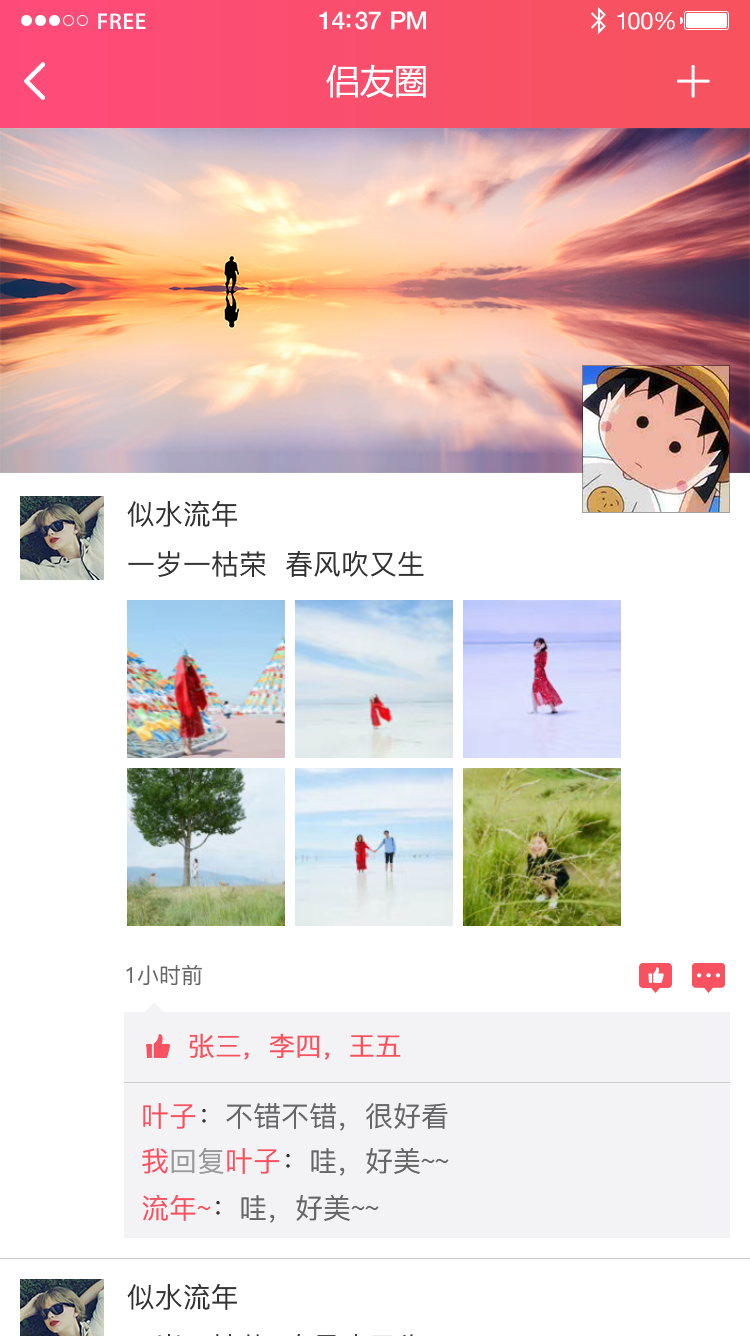 FREE 14:37 PM 100%
侣友圈
似水流年
一岁一枯荣 春风吹又生
1小时前
张三，李四，王五
叶子：不错不错，很好看
我回复叶子：哇，好美~~
流年~：哇，好美~~
似水流年